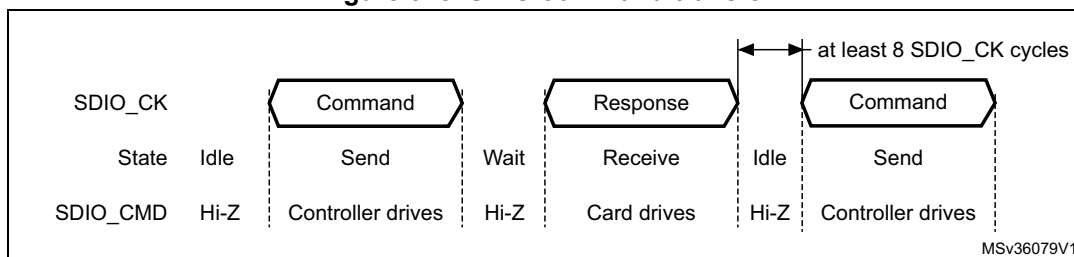 at least 8 SDIO_CK cycles
SDIO_CK Command Response Command
State Idle Send Wait Receive Idle Send
SDIO_CMD Hi-Z Controller drives Hi-Z Card drives Hi-Z Controller drives
MSv36079V1